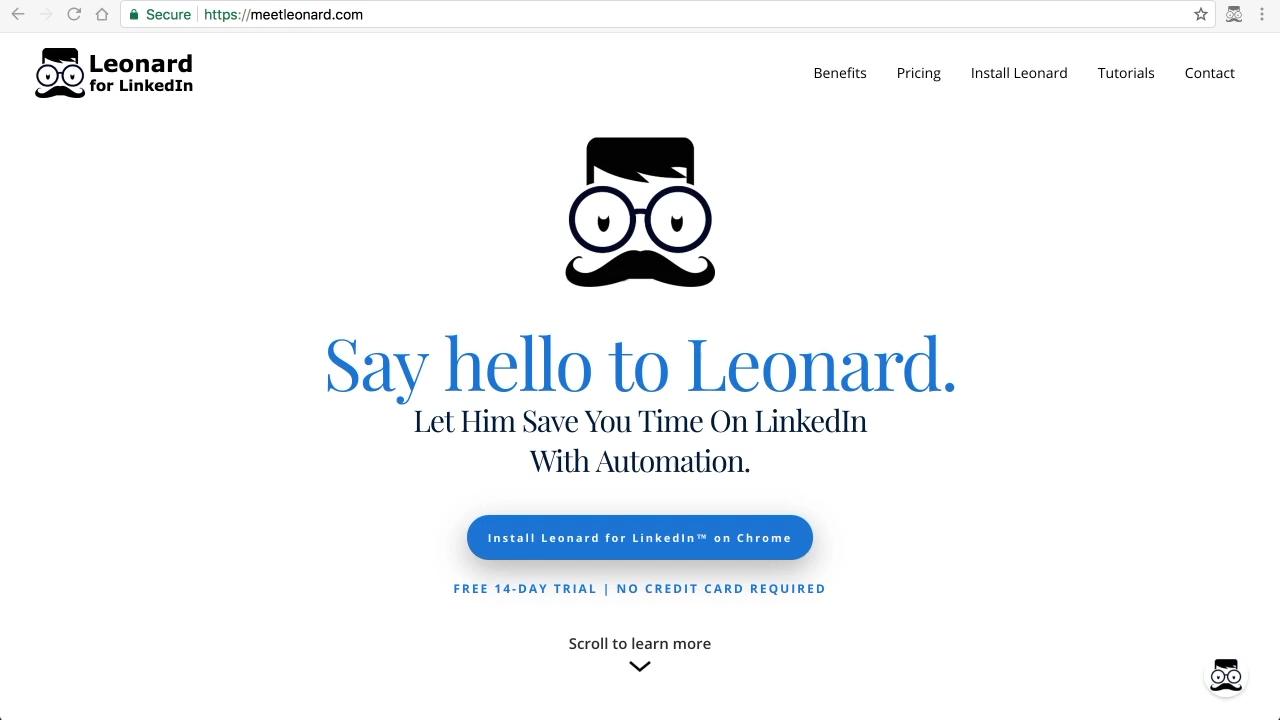 Secure https://meetleonard.com
Leonard
for LinkedIn
Benefits Pricing Install Leonard Tutorials Contact
Say hello to Leonard.
Let Him Save You Time On LinkedIn
With Automation.
Install Leonard for LinkedIn™ on Chrome
FREE 14-DAY TRIAL | NO CREDIT CARD REQUIRED
Scroll to learn more